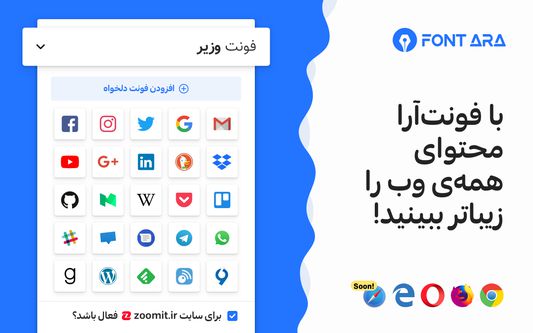 FONT ARA
با فونت‌آرا
محتوای
همه‌ی وب را
زیباتر ببینید!
Soon!
فونت وزیر
افزودن فونت دلخواه
برای سایت zoomit.ir فعال باشد؟